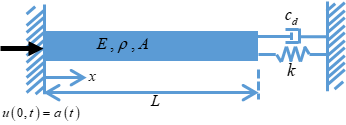 c_d
E , ρ , A
k
x
L
u(0,t) = a(t)